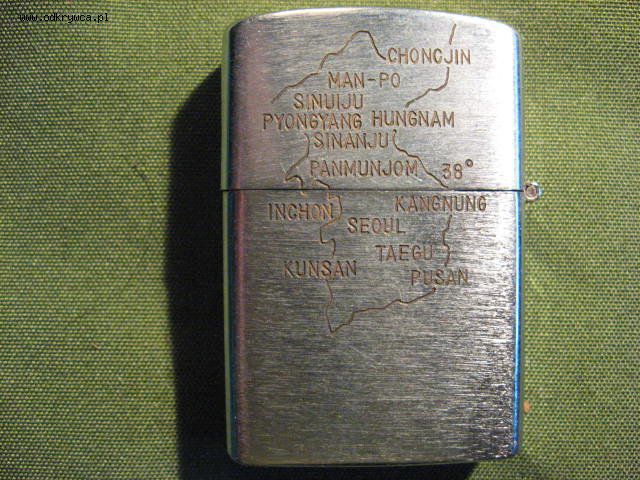 www.odkrywca.pl
CHONGJIN
MAN-PO
SINUIJU
PYONGYANG HUNGNAM
SINANJU
PANMUNJOM 38°
INCHON KANGNUNG
SEOUL
TAEGU
KUNSAN PUSAN